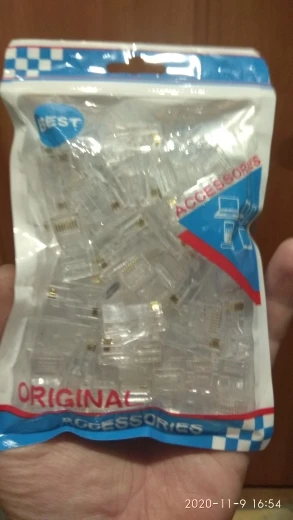 BEST
ACCESSORIES
ORIGINAL
ACCESSORIES
2020-11-9 16:54